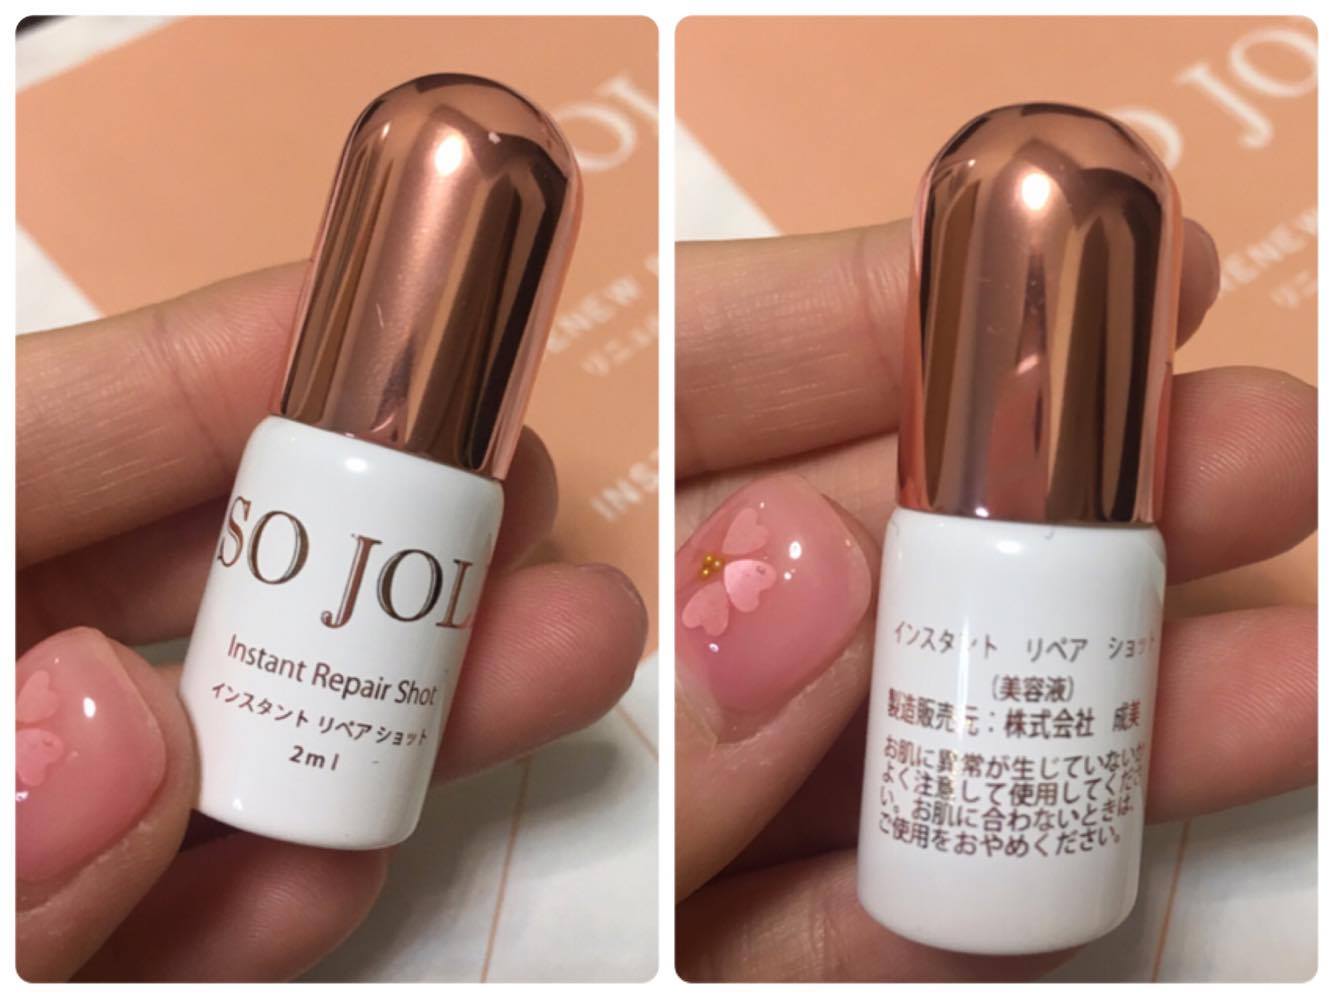 SO JOL
Instant Repair Shot
インスタント リペア ショット
2ml
インスタント リペア ショット
(美容液)
製造販売元：株式会社 成美
お肌に異常が生じていないか
よく注意して使用してくださ
い。お肌に合わないときは、
ご使用をおやめください。
JO